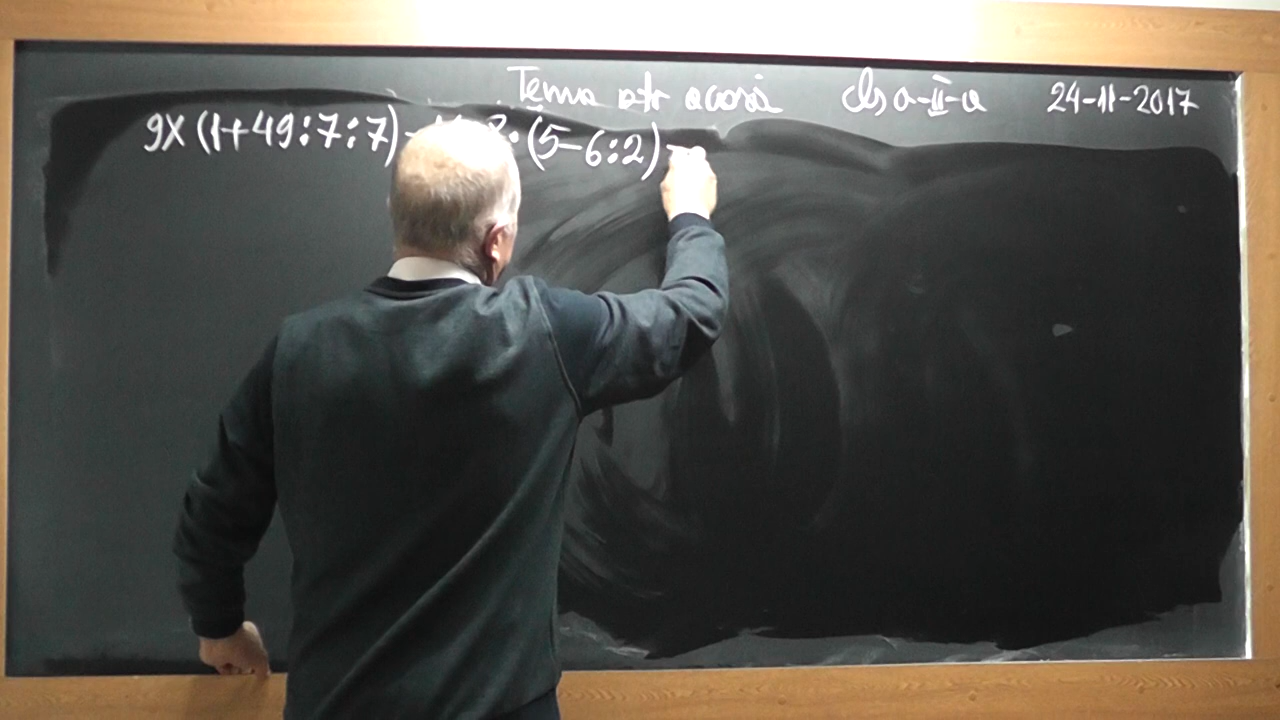 Tema ptr acasă Cls a-II-a 24-11-2017
9X(1+49:7:7) :(5-6:2)